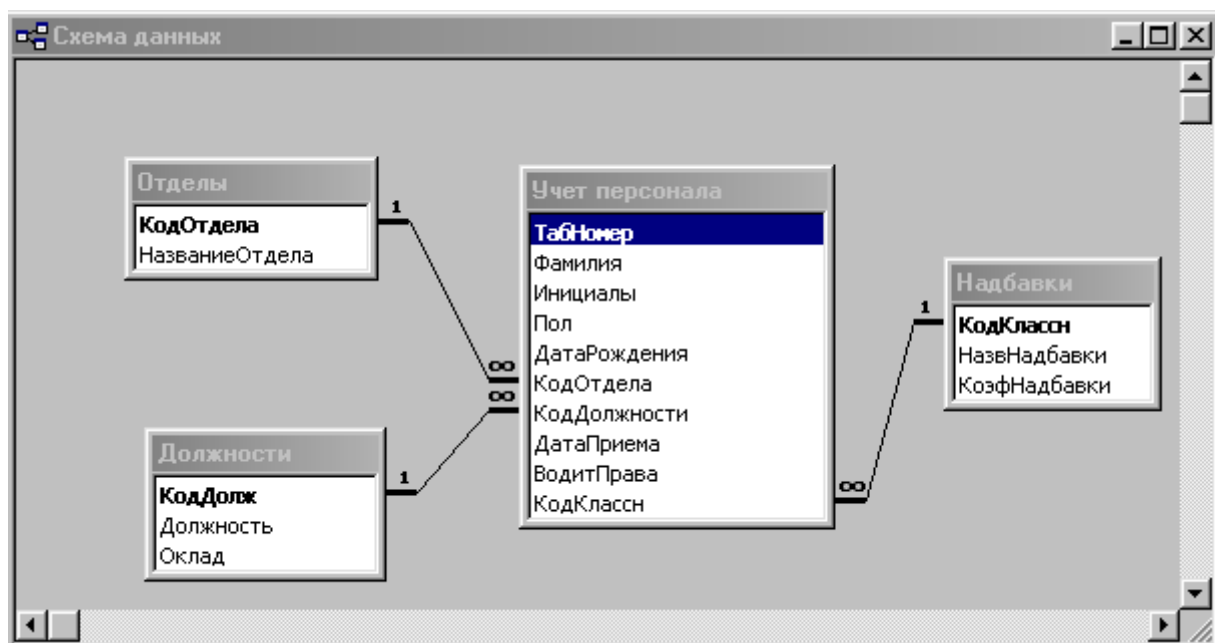 Схема данных
Отделы
КодОтдела
НазваниеОтдела
1
∞
Должности
КодДолж
Должность
Оклад
1
∞
Учет персонала
ТабНомер
Фамилия
Инициалы
Пол
ДатаРождения
КодОтдела
КодДолжности
ДатаПриема
ВодитПрава
КодКлассн
∞
1
Надбавки
КодКлассн
НазвНадбавки
КоэфНадбавки